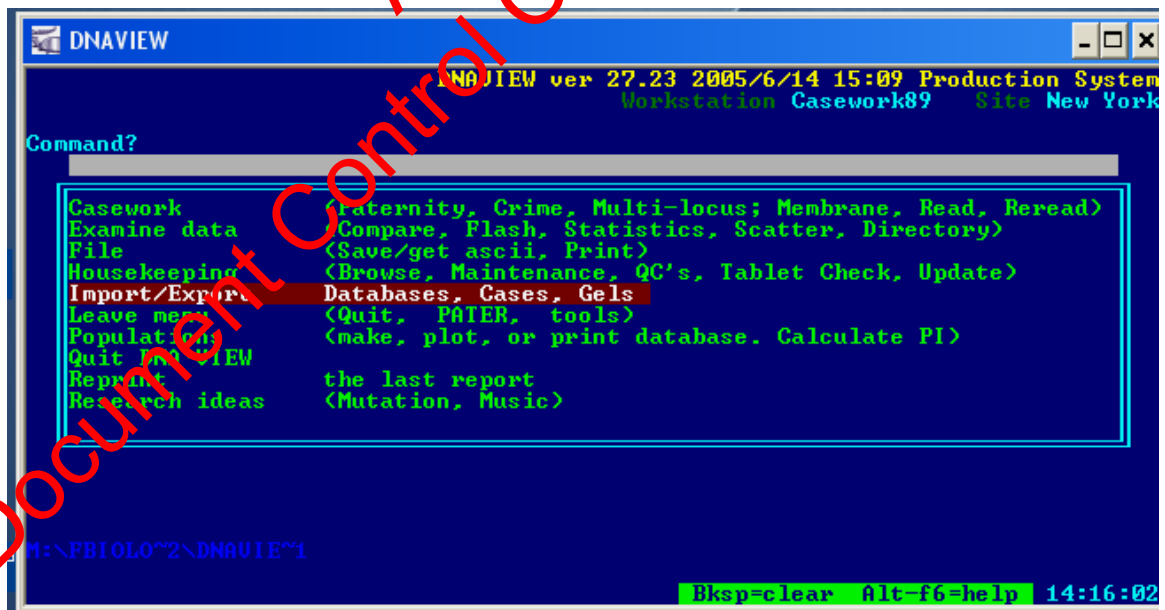 DNAVIEW
DNAVIEW ver 27.23 2005/6/14 15:09 Production System
Workstation Casework89 Site New York
Command?
Casework (Paternity, Crime, Multi-locus; Membrane, Read, Reread)
Examine data (Compare, Flash, Statistics, Scatter, Directory)
File (Save/get ascii, Print)
Housekeeping (Browse, Maintenance, QC's, Tablet Check, Update)
Import/Export Databases, Cases, Gels
Leave menu (Quit, PATER, tools)
Populations (make, plot, or print database. Calculate PI)
Quit DNA VIEW
Reprint the last report
Research ideas (Mutation, Music)
M:\FBIOLO~2\DNAVIE~1
Bksp=clear Alt-f6=help 14:16:02
Document Control